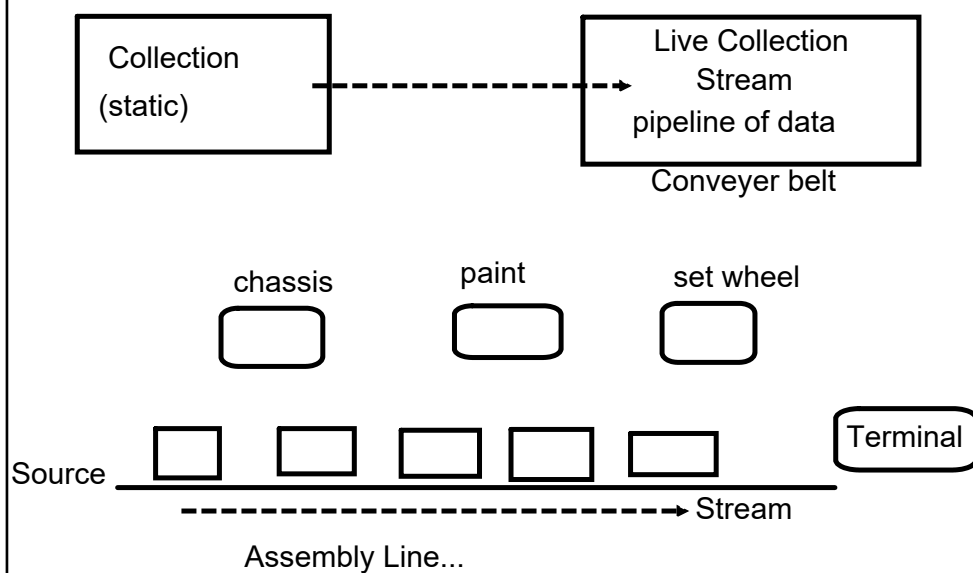 Collection
(static)
Live Collection
Stream
pipeline of data
Conveyer belt
chassis
paint
set wheel
Terminal
Source
Stream
Assembly Line...